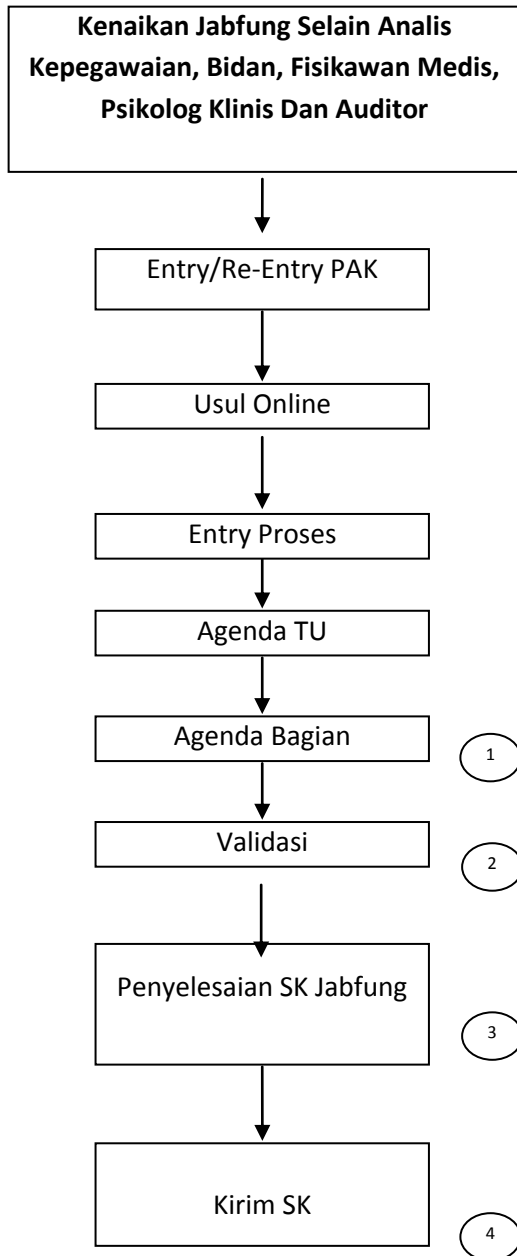 Kenaikan Jabfung Selain Analis
Kepegawaian, Bidan, Fisikawan Medis,
Psikolog Klinis Dan Auditor
Entry/Re-Entry PAK
Usul Online
Entry Proses
Agenda TU
Agenda Bagian
1
Validasi
2
Penyelesaian SK Jabfung
3
Kirim SK
4